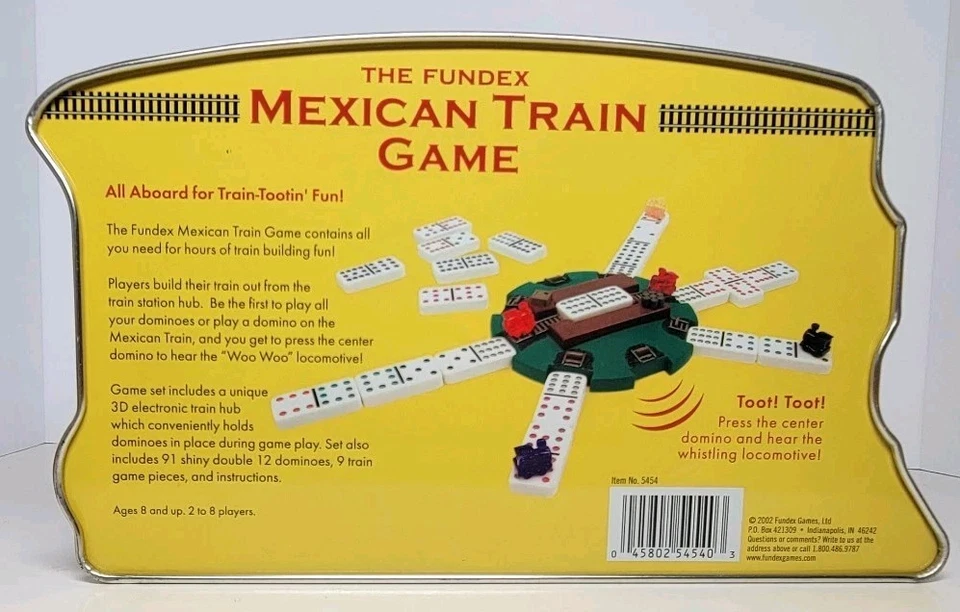 THE FUNDEX
MEXICAN TRAIN
GAME
All Aboard for Train-Tootin' Fun!
The Fundex Mexican Train Game contains all
you need for hours of train building fun!
Players build their train out from the
train station hub. Be the first to play all
your dominoes or play a domino on the
Mexican Train, and you get to press the center
domino to hear the "Woo Woo" locomotive!
Game set includes a unique
3D electronic train hub
which conveniently holds
dominoes in place during game play. Set also
includes 91 shiny double 12 dominoes, 9 train
game pieces, and instructions.
Ages 8 and up. 2 to 8 players.
Toot! Toot!
Press the center
domino and hear the
whistling locomotive!
Item No. 5454
0 45802 54540 3
© 2002 Fundex Games, Ltd
P.O. Box 421309 • Indianapolis, IN 46242
Questions or comments? Write to us at the
address above or call 1.800.486.9787
www.fundexgames.com